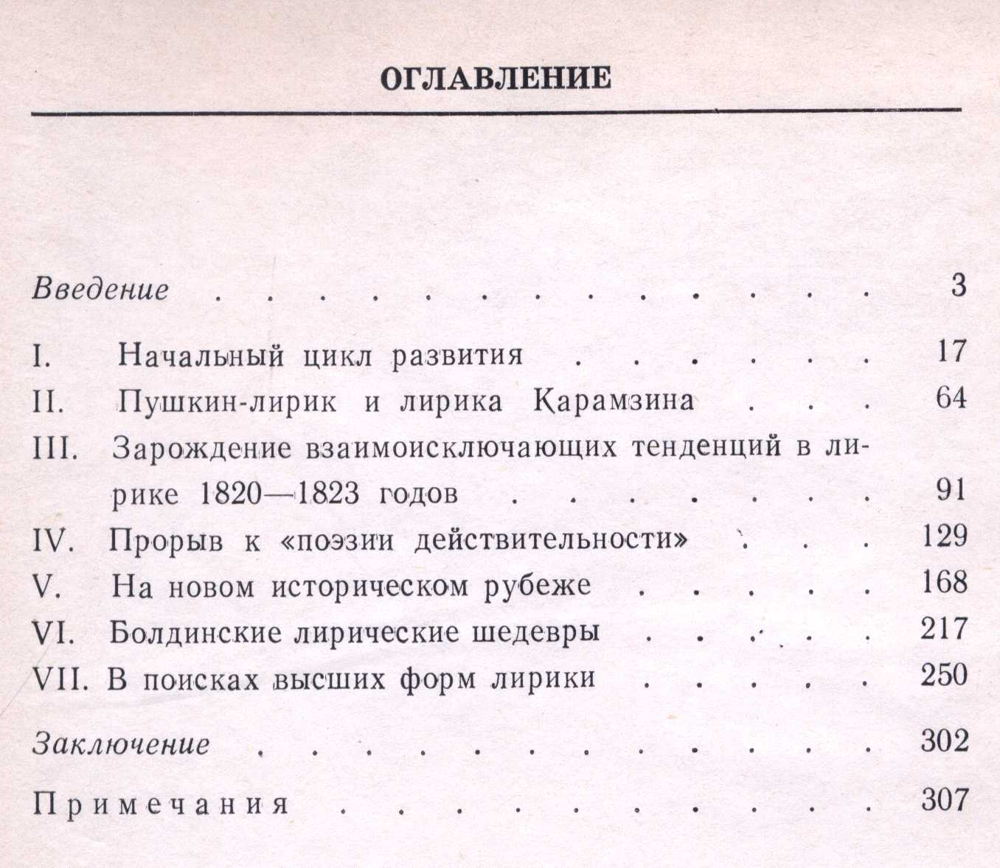 ОГЛАВЛЕНИЕ
Введение . . . . . . . . . . . . . 3
I. Начальный цикл развития . . . . . . 17
II. Пушкин-лирик и лирика Карамзина . . . 64
III. Зарождение взаимоисключающих тенденций в ли-
рике 1820—1823 годов . . . . . . . 91
IV. Прорыв к «поэзии действительности» . . . 129
V. На новом историческом рубеже . . . . . 168
VI. Болдинские лирические шедевры . . . . . 217
VII. В поисках высших форм лирики . . . . . 250
Заключение . . . . . . . . . . . . 302
Примечания . . . . . . . . . . 307